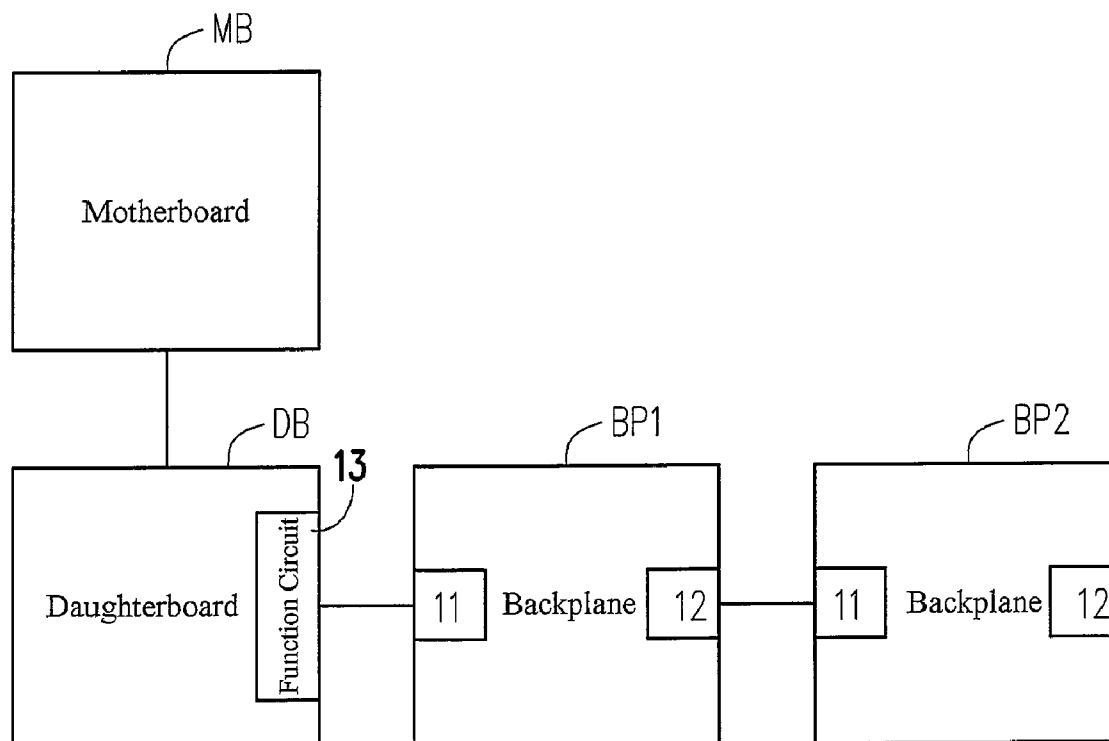 MB
Motherboard
DB
BP1
BP2
13
Function Circuit
Daughterboard
11
Backplane
12
11
Backplane
12